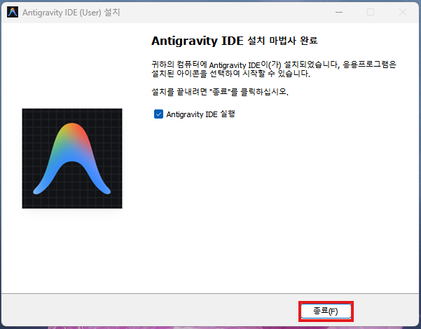 Antigravity IDE (User) 설치
Antigravity IDE 설치 마법사 완료
귀하의 컴퓨터에 Antigravity IDE이(가) 설치되었습니다, 응용프로그램은
설치된 아이콘을 선택하여 시작할 수 있습니다.
설치를 끝내려면 "종료"를 클릭하십시오.
Antigravity IDE 실행
종료(F)